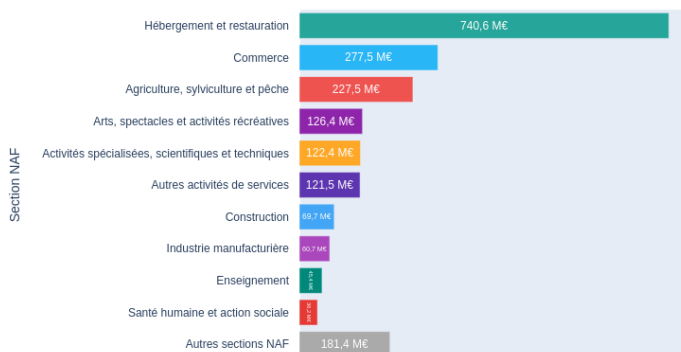 Section NAF
Hébergement et restauration 740,6 M€
Commerce 277,5 M€
Agriculture, sylviculture et pêche 227,5 M€
Arts, spectacles et activités récréatives 126,4 M€
Activités spécialisées, scientifiques et techniques 122,4 M€
Autres activités de services 121,5 M€
Construction 69,7 M€
Industrie manufacturière 60,7 M€
Enseignement M€
Santé humaine et action sociale M€
Autres sections NAF 181,4 M€